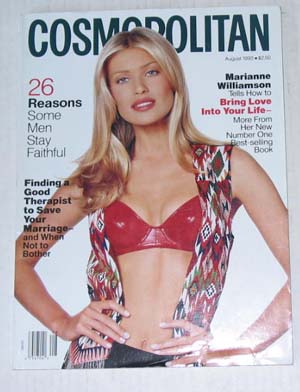 COSMOPOLITAN
August 1993 • $2.50
26
Reasons
Some
Men
Stay
Faithful
Marianne
Williamson
Tells How to
Bring Love
Into Your Life–
More From
Her New
Number One
Best-selling
Book
Finding a
Good
Therapist to
Save Your
Marriage–
and When
Not to
Bother